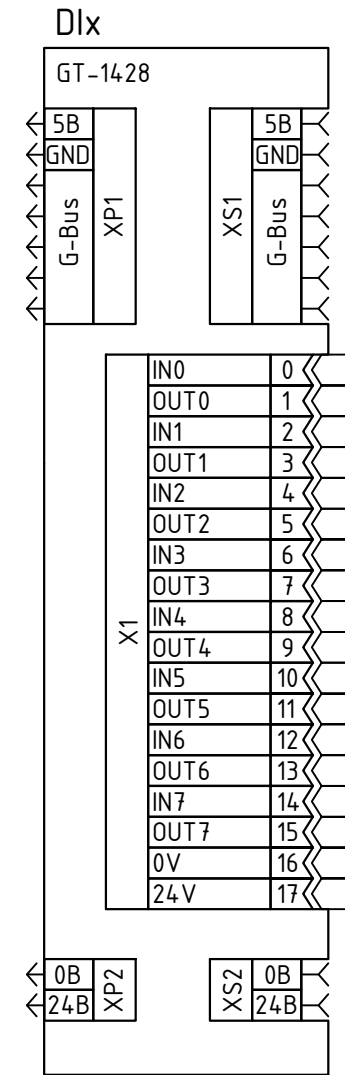 DIx
GT-1428
5В
GND
G-Bus
XP1
XS1
5В
GND
G-Bus
X1
IN0 0
OUT0 1
IN1 2
OUT1 3
IN2 4
OUT2 5
IN3 6
OUT3 7
IN4 8
OUT4 9
IN5 10
OUT5 11
IN6 12
OUT6 13
IN7 14
OUT7 15
0V 16
24V 17
0В
24В
XP2
XS2
0В
24В